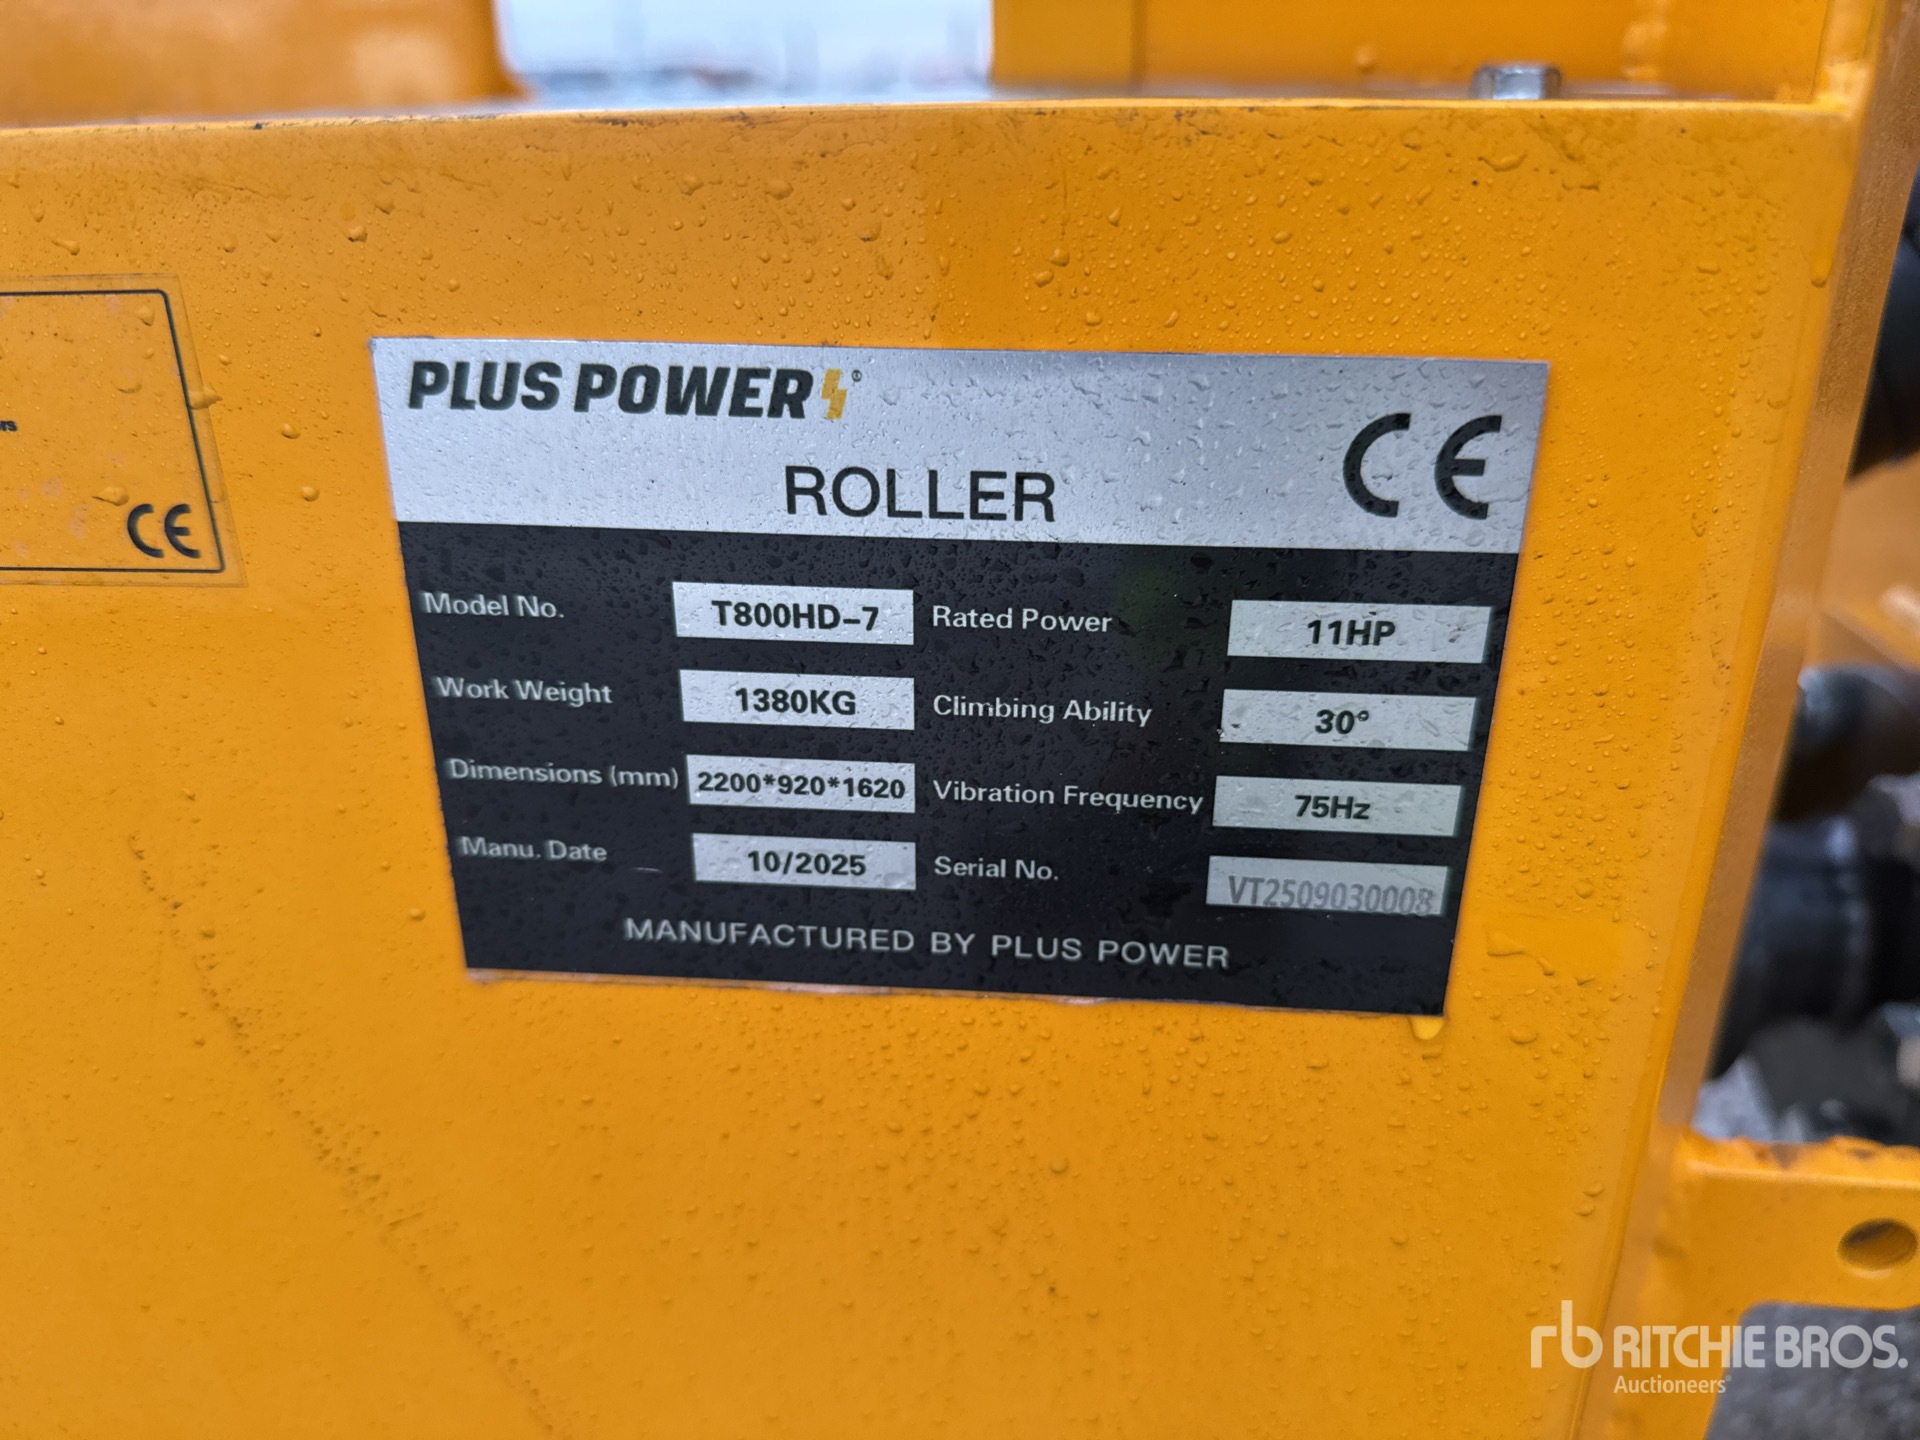 PLUS POWER®
CE
ROLLER
Model No. T800HD-7 Rated Power 11HP
Work Weight 1380KG Climbing Ability 30°
Dimensions (mm) 2200*920*1620 Vibration Frequency 75Hz
Manu. Date 10/2025 Serial No. VT2509030008
MANUFACTURED BY PLUS POWER
CE
rb RITCHIE BROS.
Auctioneers